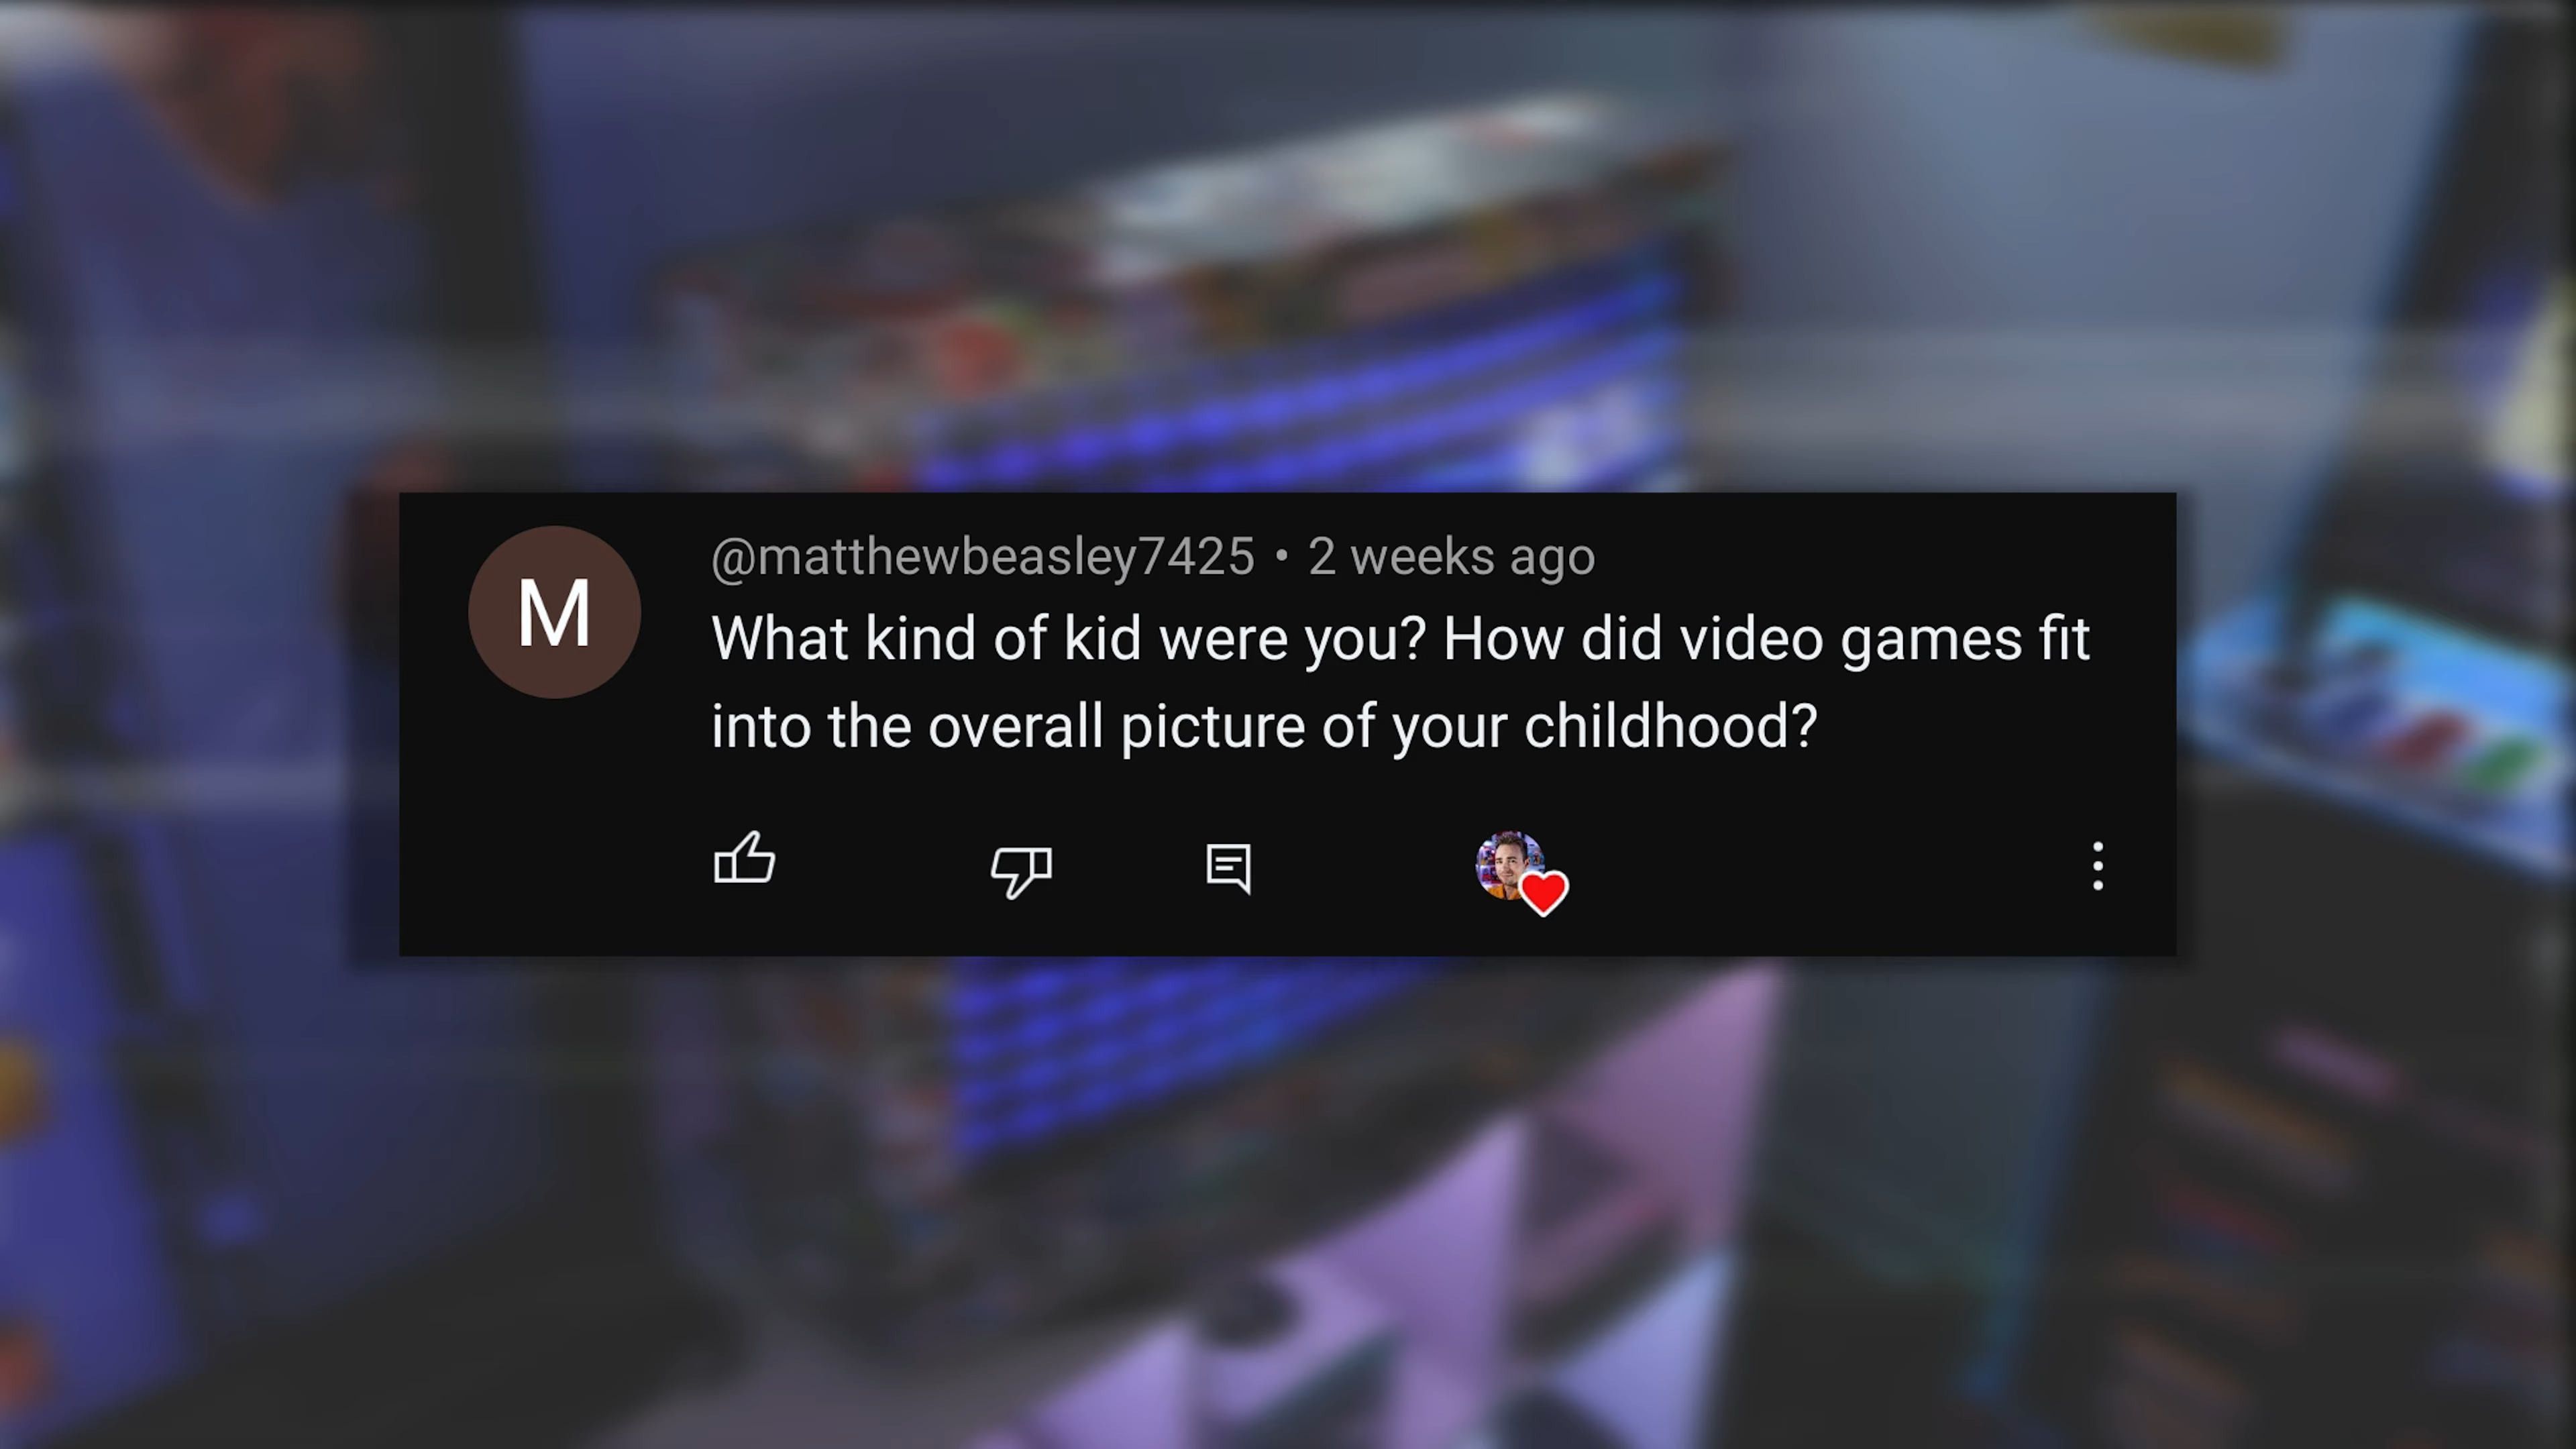 M
@matthewbeasley7425 • 2 weeks ago
What kind of kid were you? How did video games fit
into the overall picture of your childhood?